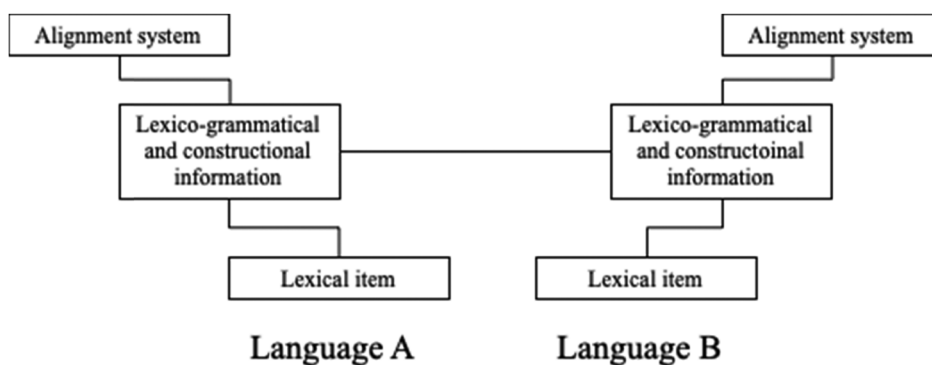 Alignment system
Alignment system
Lexico-grammatical
and constructional
information
Lexico-grammatical
and constructoinal
information
Lexical item
Lexical item
Language A
Language B